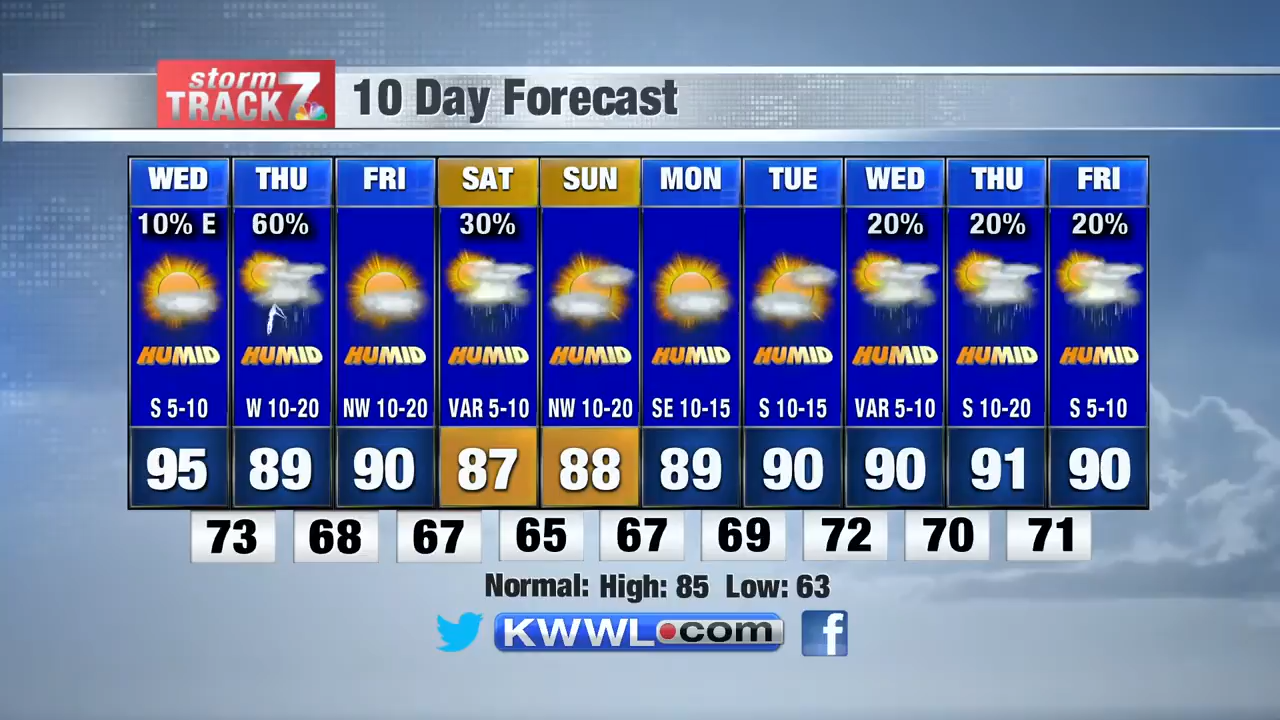 storm
TRACK 7
10 Day Forecast
WED THU FRI SAT SUN MON TUE WED THU FRI
10% E 60% 30% 20% 20% 20%
HUMID HUMID HUMID HUMID HUMID HUMID HUMID HUMID HUMID HUMID
S 5-10 W 10-20 NW 10-20 VAR 5-10 NW 10-20 SE 10-15 S 10-15 VAR 5-10 S 10-20 S 5-10
95 89 90 87 88 89 90 90 91 90
73 68 67 65 67 69 72 70 71
Normal: High: 85 Low: 63
KWWL.com f